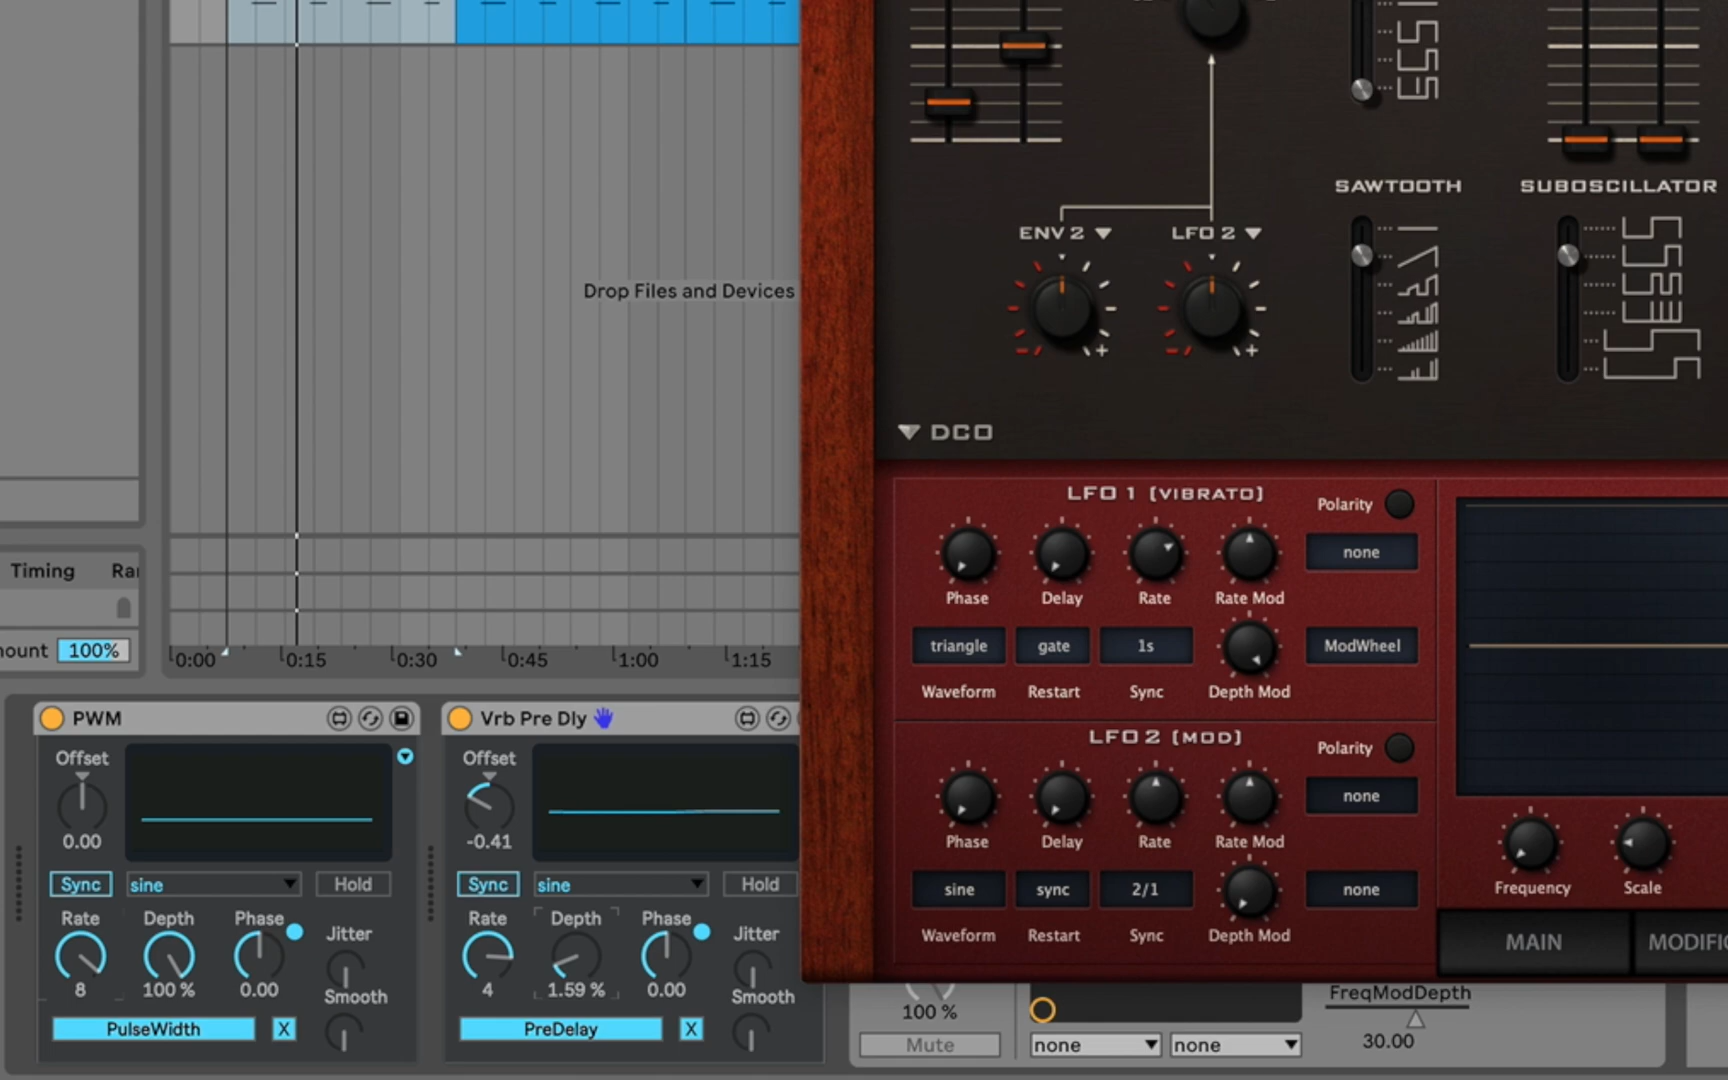 SAWTOOTH
SUBOSCILLATOR
ENV 2
LFO 2
Drop Files and Devices
DCO
LFO 1 [VIBRATO]
Polarity
none
Phase
Delay
Rate
Rate Mod
triangle
gate
1s
ModWheel
Waveform
Restart
Sync
Depth Mod
LFO 2 [MOD]
Polarity
none
Phase
Delay
Rate
Rate Mod
sine
sync
2/1
none
Waveform
Restart
Sync
Depth Mod
Frequency
Scale
MAIN
Timing
100%
0:00
0:15
0:30
0:45
1:00
1:15
PWM
Offset
0.00
Sync
sine
Hold
Rate
Depth
Phase
Jitter
8
100 %
0.00
Smooth
PulseWidth
X
Vrb Pre Dly
Offset
-0.41
Sync
sine
Hold
Rate
Depth
Phase
Jitter
4
1.59 %
0.00
Smooth
PreDelay
X
100 %
Mute
none
none
FreqModDepth
30.00